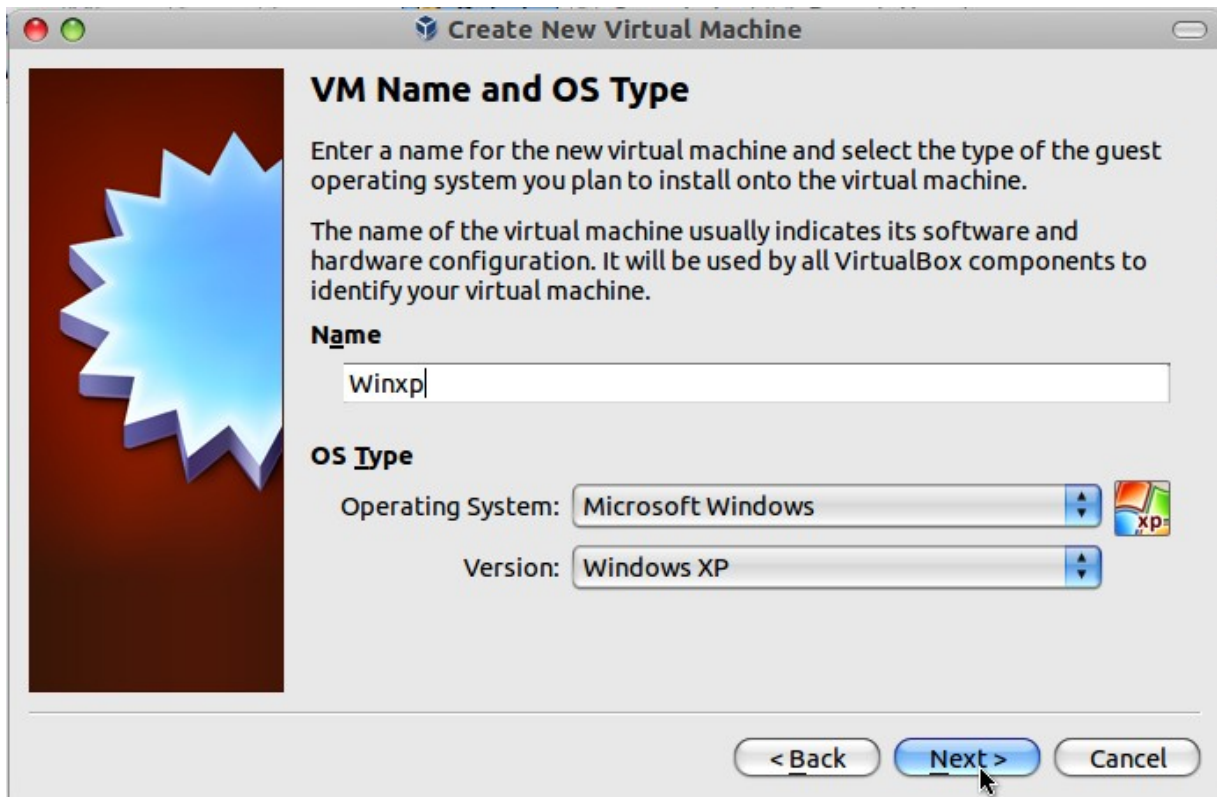 Create New Virtual Machine
VM Name and OS Type
Enter a name for the new virtual machine and select the type of the guest
operating system you plan to install onto the virtual machine.
The name of the virtual machine usually indicates its software and
hardware configuration. It will be used by all VirtualBox components to
identify your virtual machine.
Name
Winxp
OS Type
Operating System: Microsoft Windows
xp
Version: Windows XP
< Back Next > Cancel